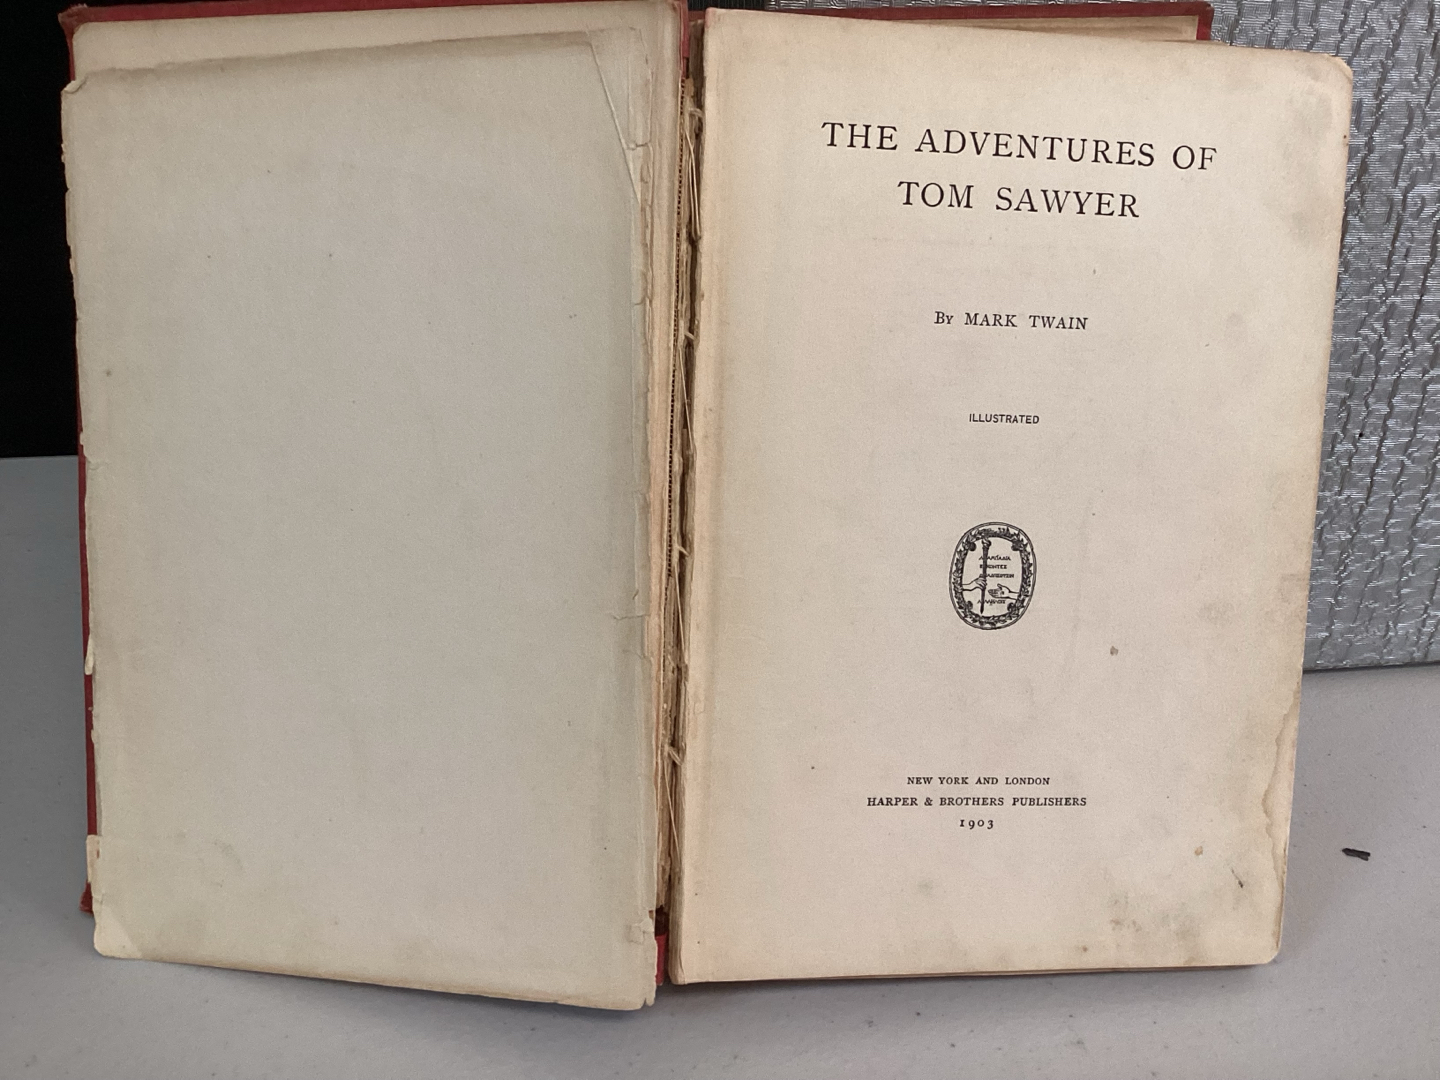 THE ADVENTURES OF
TOM SAWYER
By MARK TWAIN
ILLUSTRATED
NEW YORK AND LONDON
HARPER & BROTHERS PUBLISHERS
1903